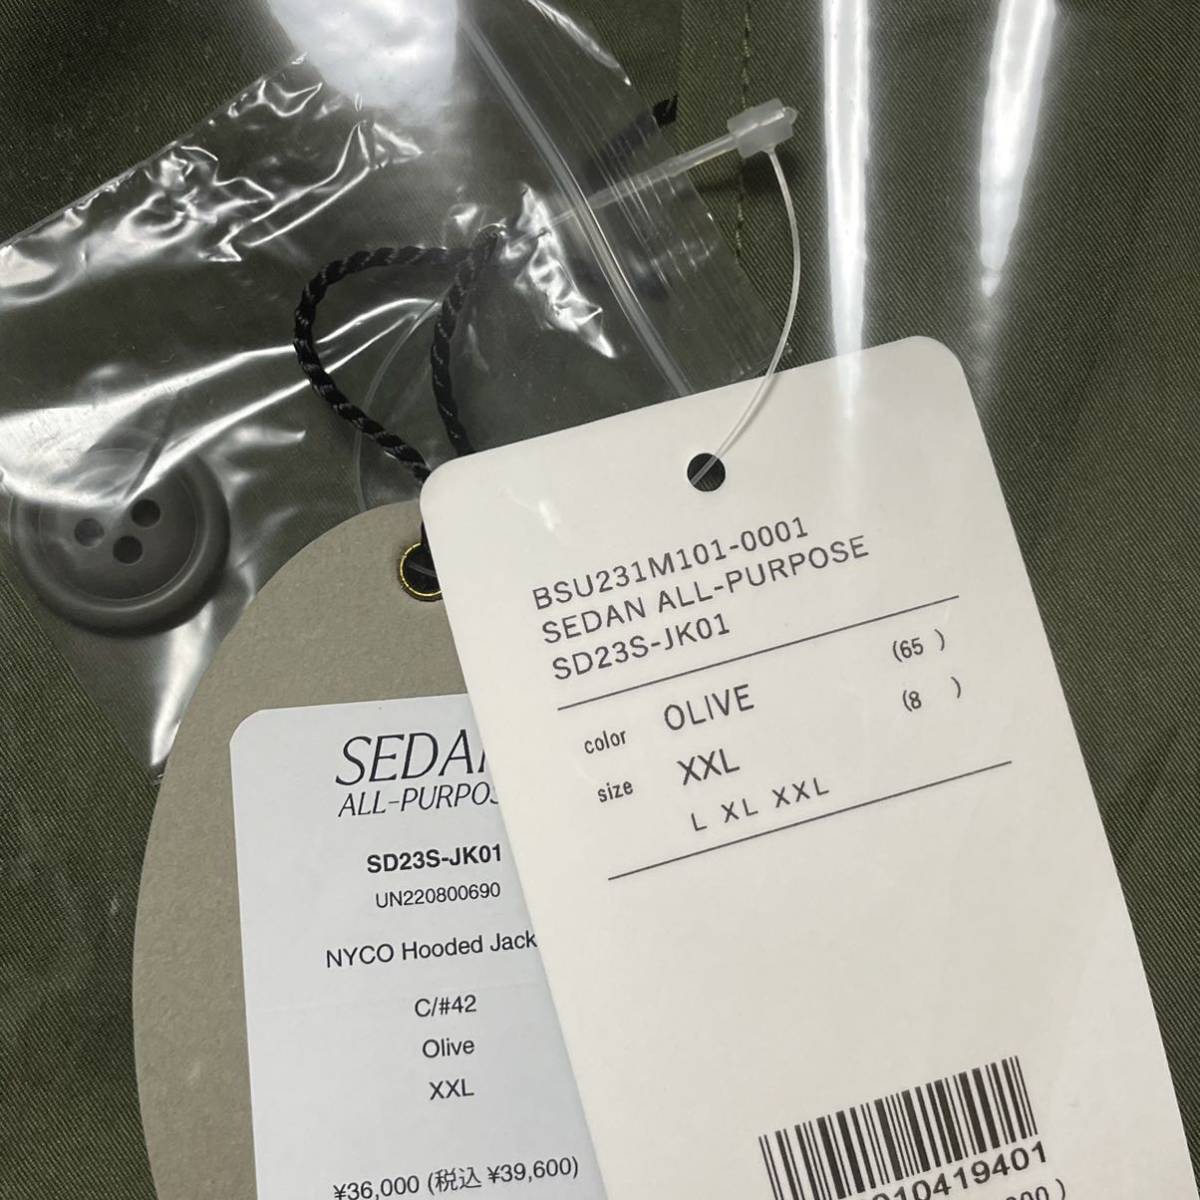 BSU231M101-0001
SEDAN ALL-PURPOSE
SD23S-JK01
color OLIVE (65 )
size XXL (8 )
L XL XXL
10419401
SEDAN
ALL-PURPOS
SD23S-JK01
UN220800690
NYCO Hooded Jack
C/#42
Olive
XXL
¥36,000 (税込 ¥39,600)